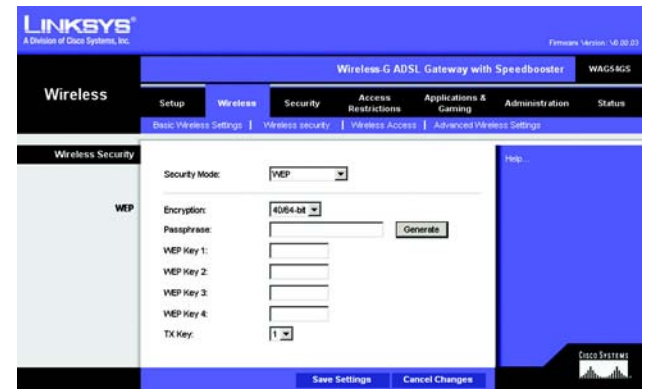 LINKSYS®
A Division of Cisco Systems, Inc.
Firmware Version: V0.00.03
Wireless-G ADSL Gateway with Speedbooster
WAG54GS
Wireless
Setup
Wireless
Security
Access Restrictions
Applications & Gaming
Administration
Status
Basic Wireless Settings | Wireless security | Wireless Access | Advanced Wireless Settings
Wireless Security
Help...
Security Mode: WEP
WEP
Encryption: 40/64-bit
Passphrase: Generate
WEP Key 1:
WEP Key 2:
WEP Key 3:
WEP Key 4:
TX Key: 1
Save Settings
Cancel Changes
CISCO SYSTEMS